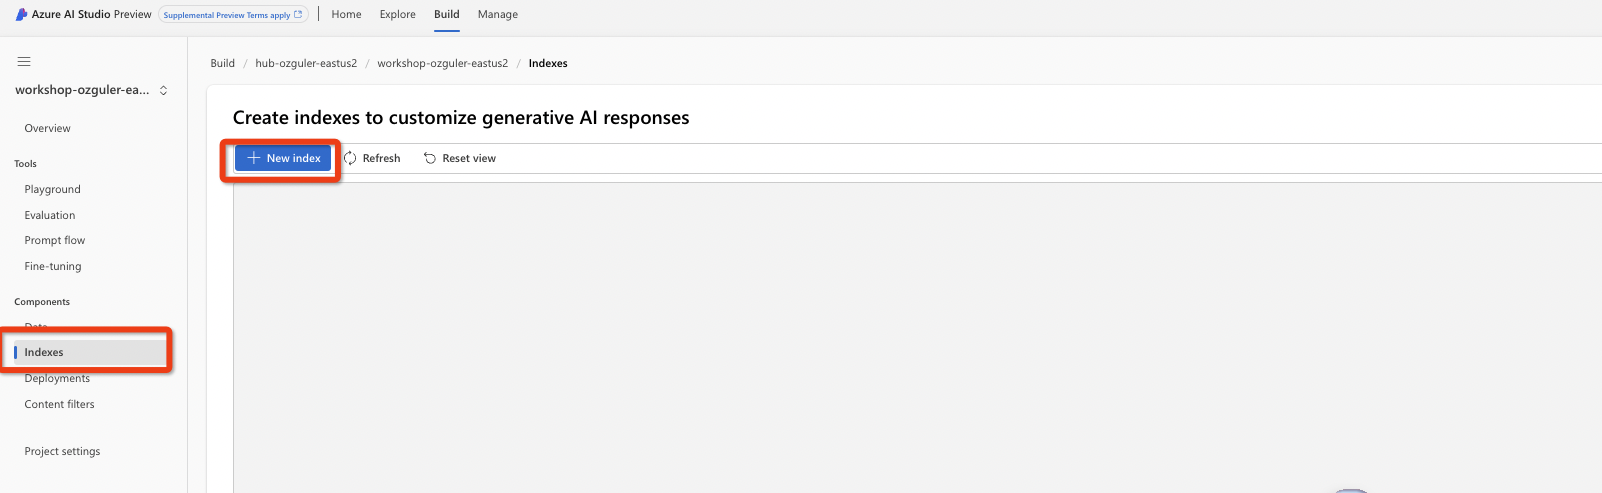 Azure AI Studio Preview Supplemental Preview Terms apply Home Explore Build Manage
Build / hub-ozguler-eastus2 / workshop-ozguler-eastus2 / Indexes
workshop-ozguler-ea...
Overview
Tools
Playground
Evaluation
Prompt flow
Fine-tuning
Components
Data
Indexes
Deployments
Content filters
Project settings
Create indexes to customize generative AI responses
New index Refresh Reset view